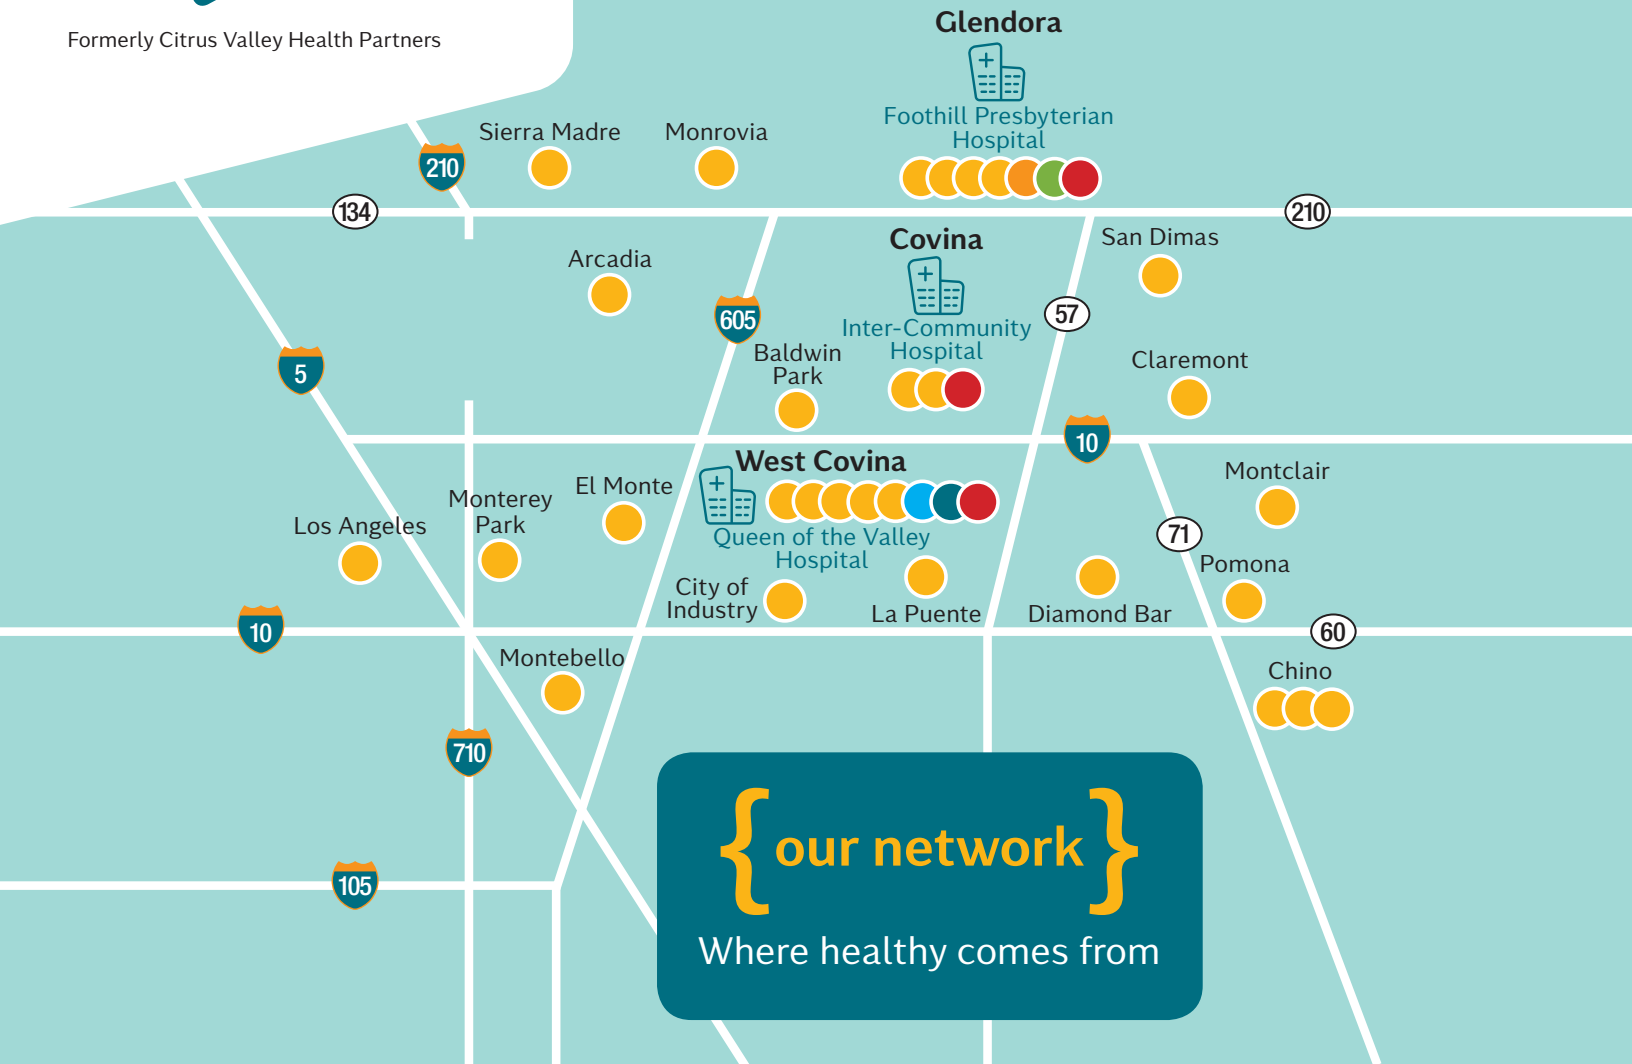 Formerly Citrus Valley Health Partners
Glendora
Foothill Presbyterian
Hospital
Sierra Madre
Monrovia
210
134
210
Covina
San Dimas
Arcadia
605
57
Inter-Community
Hospital
Baldwin
Park
Claremont
5
10
West Covina
Montclair
El Monte
Monterey
Park
Los Angeles
Queen of the Valley
Hospital
71
Pomona
City of
Industry
La Puente
Diamond Bar
10
60
Montebello
Chino
710
{our network}
105
Where healthy comes from